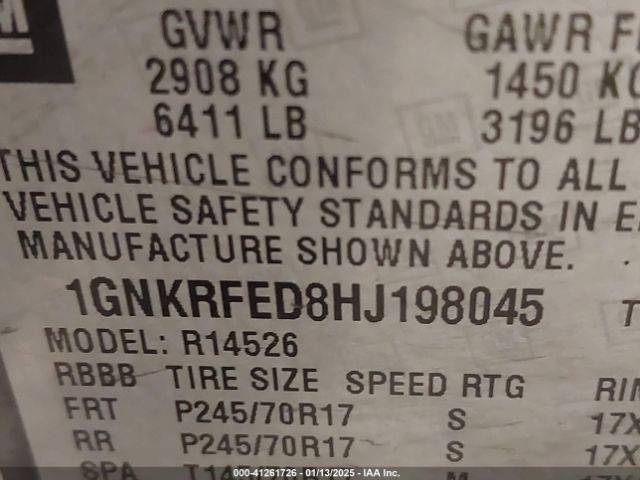 GM
GVWR GAWR F
2908 KG 1450 KG
6411 LB 3196 LB
THIS VEHICLE CONFORMS TO ALL
VEHICLE SAFETY STANDARDS IN E
MANUFACTURE SHOWN ABOVE.
1GNKRFED8HJ198045 T
MODEL: R14526
RBBB TIRE SIZE SPEED RTG RI
FRT P245/70R17 S 17X
RR P245/70R17 S 17X
SPA
000-41261726 - 01/13/2025 - IAA Inc.